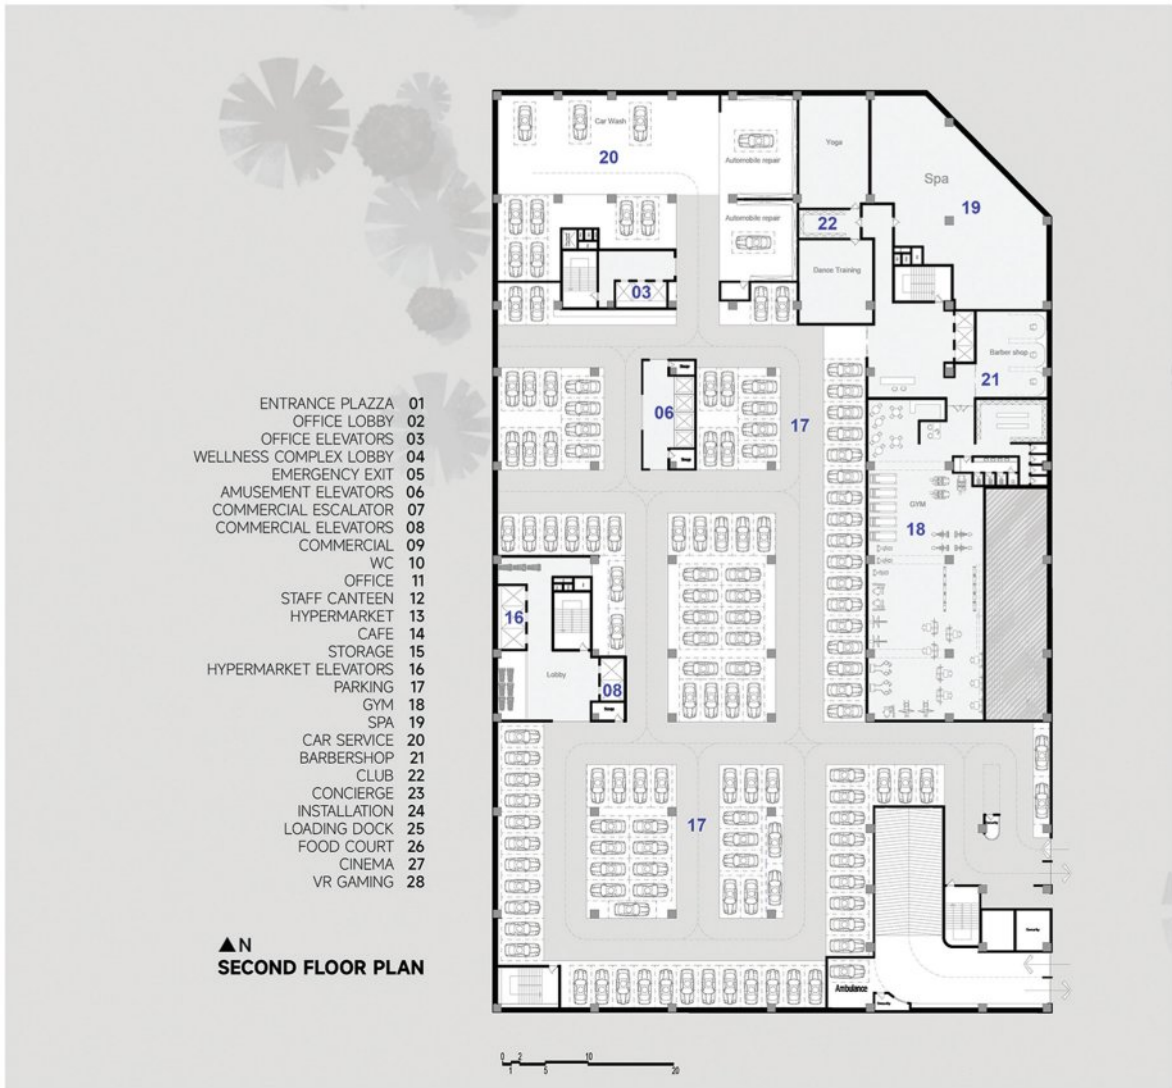 ENTRANCE PLAZZA 01
OFFICE LOBBY 02
OFFICE ELEVATORS 03
WELLNESS COMPLEX LOBBY 04
EMERGENCY EXIT 05
AMUSEMENT ELEVATORS 06
COMMERCIAL ESCALATOR 07
COMMERCIAL ELEVATORS 08
COMMERCIAL 09
WC 10
OFFICE 11
STAFF CANTEEN 12
HYPERMARKET 13
CAFE 14
STORAGE 15
HYPERMARKET ELEVATORS 16
PARKING 17
GYM 18
SPA 19
CAR SERVICE 20
BARBERSHOP 21
CLUB 22
CONCIERGE 23
INSTALLATION 24
LOADING DOCK 25
FOOD COURT 26
CINEMA 27
VR GAMING 28
▲N
SECOND FLOOR PLAN
Car Wash
20
Automobile repair
Yoga
Spa
19
Automobile repair
22
Dance Training
03
Barber shop
21
06
17
GYM
18
16
Lobby
08
17
Security
Ambulance
Security
0 2 10
1 5 20